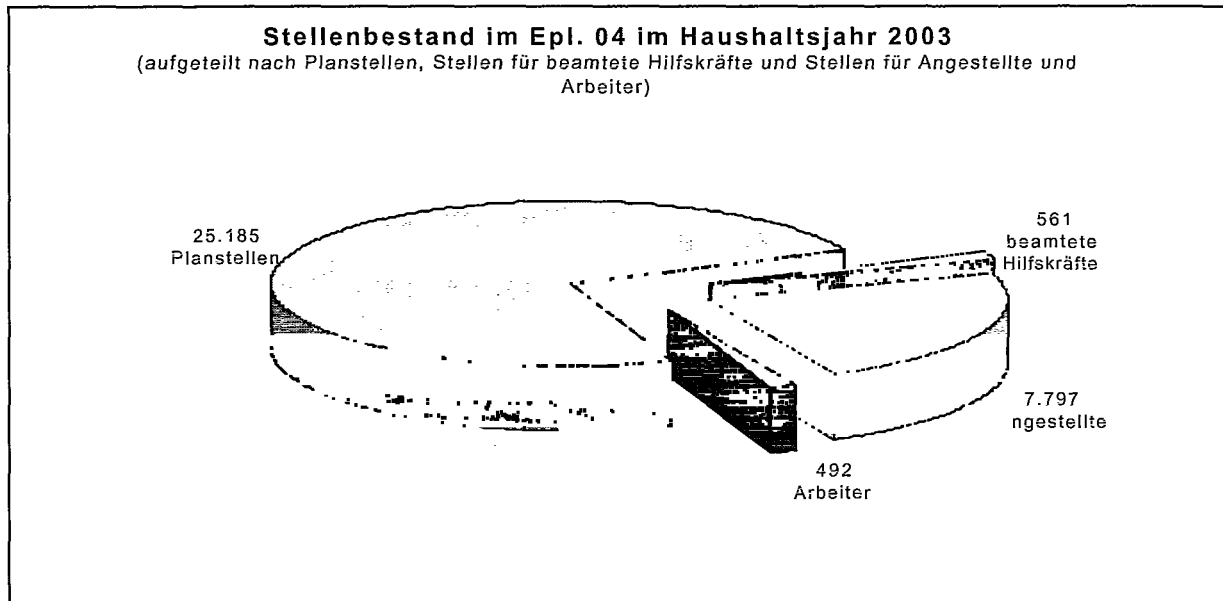 Stellenbestand im Epl. 04 im Haushaltsjahr 2003
(aufgeteilt nach Planstellen, Stellen für beamtete Hilfskräfte und Stellen für Angestellte und
Arbeiter)
25.185
Planstellen
561
beamtete
Hilfskräfte
7.797
ngestellte
492
Arbeiter